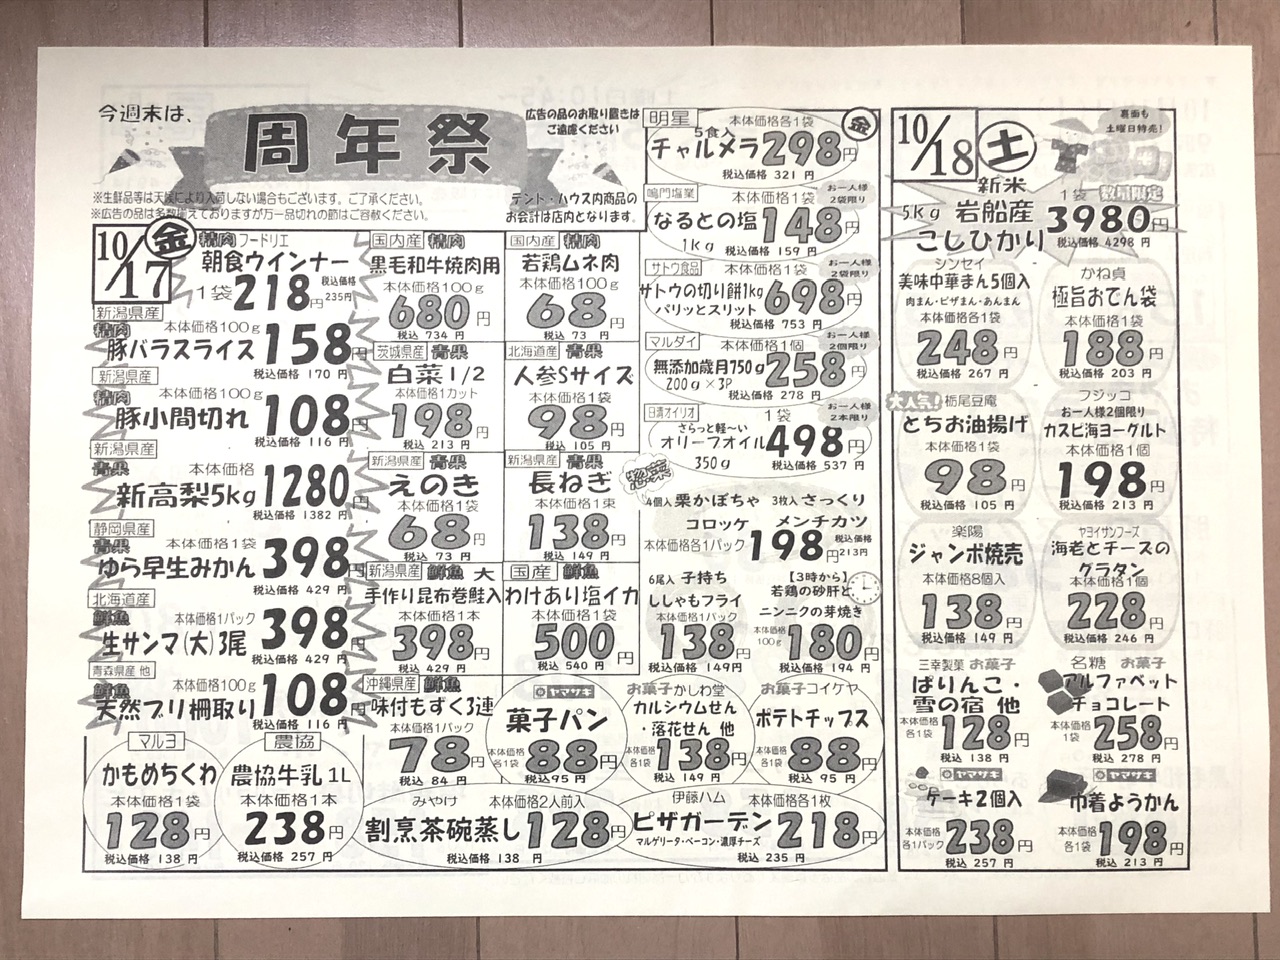 今週末は、
周年祭
広告の品のお取り置きは
ご遠慮ください
※生鮮品等は天候により入荷しない場合もございます。ご了承ください。
※広告の品は多数揃えておりますが万一品切れの節はご容赦ください。
テント・ハウス内商品の
お会計は店内となります。
10/17 金
精肉 フードリエ
朝食ウインナー
1袋 218円 税込価格 235円
新潟県産
精肉 本体価格100g
豚バラスライス 158円
税込価格 170 円
新潟県産
精肉 本体価格100g
豚小間切れ 108円
税込価格 116 円
新潟県産
青果 本体価格
新高梨5kg 1280円
税込価格 1382 円
静岡県産
青果 本体価格1袋
ゆら早生みかん 398円
税込価格 429 円
北海道産
鮮魚 本体価格1パック
生サンマ(大)3尾 398円
税込価格 429 円
青森県産 他
鮮魚 本体価格100g
天然ブリ柵取り 108円
税込価格 116 円
マルヨ
かもめちくわ
本体価格1袋
128円
税込価格 138 円
農協
農協牛乳 1L
本体価格1本
238円
税込価格 257 円
国内産 精肉
黒毛和牛焼肉用
本体価格100g
680円
税込 734 円
国内産 精肉
若鶏ムネ肉
本体価格100g
68円
税込 73 円
茨城県産 青果
白菜1/2
本体価格1カット
198円
税込 213 円
北海道産 青果
人参Sサイズ
本体価格1袋
98円
税込 105 円
新潟県産 青果
えのき
本体価格1袋
68円
税込 73 円
新潟県産 青果
長ねぎ
本体価格1束
138円
税込 149 円
新潟県産 鮮魚 大
手作り昆布巻鮭入
本体価格1本
398円
税込 429 円
国産 鮮魚
わけあり塩イカ
本体価格1袋
500円
税込 540 円
沖縄県産 鮮魚
味付もずく3連
本体価格1パック
78円
税込 84 円
ヤマザキ
菓子パン
本体価格各1袋 88円
税込 95 円
お菓子 かしわ堂
カルシウムせん
・落花せん 他
本体価格各1袋 138円
税込 149 円
お菓子 コイケヤ
ポテトチップス
本体価格各1袋 88円
税込 95 円
みやけ 本体価格2人前入
割烹茶碗蒸し 128円
税込価格 138 円
伊藤ハム 本体価格各1枚
ピザガーデン 218円
マルゲリータ・ベーコン・濃厚チーズ
税込 235 円
明星 本体価格各1袋 金
5食入
チャルメラ 298円
税込価格 321 円
鳴門塩業 本体価格1袋 お一人様2袋限り
なるとの塩 148円
1kg 税込価格 159 円
サトウ食品 本体価格1袋 お一人様2袋限り
サトウの切り餅1kg 698円
パリッとスリット 税込価格 753 円
マルダイ 本体価格1個 お一人様2個限り
無添加歳月750g 258円
200g×3P 税込価格 278 円
日清オイリオ 1袋 お一人様2本限り
さらっと軽〜い
オリーブオイル 498円
350g 税込価格 537 円
惣菜
4個入 栗かぼちゃ 3枚入 さっくり
コロッケ メンチカツ
本体価格各1パック 198円 税込価格213円
6尾入 子持ち
ししゃもフライ
本体価格1パック
138円
税込価格 149円
【3時から】
若鶏の砂肝と
ニンニクの芽焼き
本体価格100g 180円
税込価格 194 円
10/18 土
裏面も
土曜日特売!
数量限定
新米 1袋
5kg 岩船産 3980円
こしひかり 税込価格 4298 円
シンセイ
美味中華まん5個入
肉まん・ピザまん・あんまん
本体価格各1袋
248円
税込価格 267 円
かね貞
極旨おでん袋
本体価格1袋
188円
税込価格 203 円
大人気! 栃尾豆庵
とちお油揚げ
本体価格1袋
98円
税込価格 105 円
フジッコ
お一人様2個限り
カスピ海ヨーグルト
本体価格1個
198円
税込価格 213 円
楽陽
ジャンボ焼売
本体価格8個入
138円
税込価格 149 円
ヤヨイサンフーズ
海老とチーズの
グラタン
本体価格1個
228円
税込価格 246 円
三幸製菓 お菓子
ぱりんこ・
雪の宿 他
本体価格各1袋 128円
税込 138 円
名糖 お菓子
アルファベット
チョコレート
本体価格1袋 258円
税込 278 円
ヤマザキ
ケーキ2個入
本体価格各1パック 238円
税込 257 円
ヤマザキ
巾着ようかん
本体価格各1袋 198円
税込 213 円